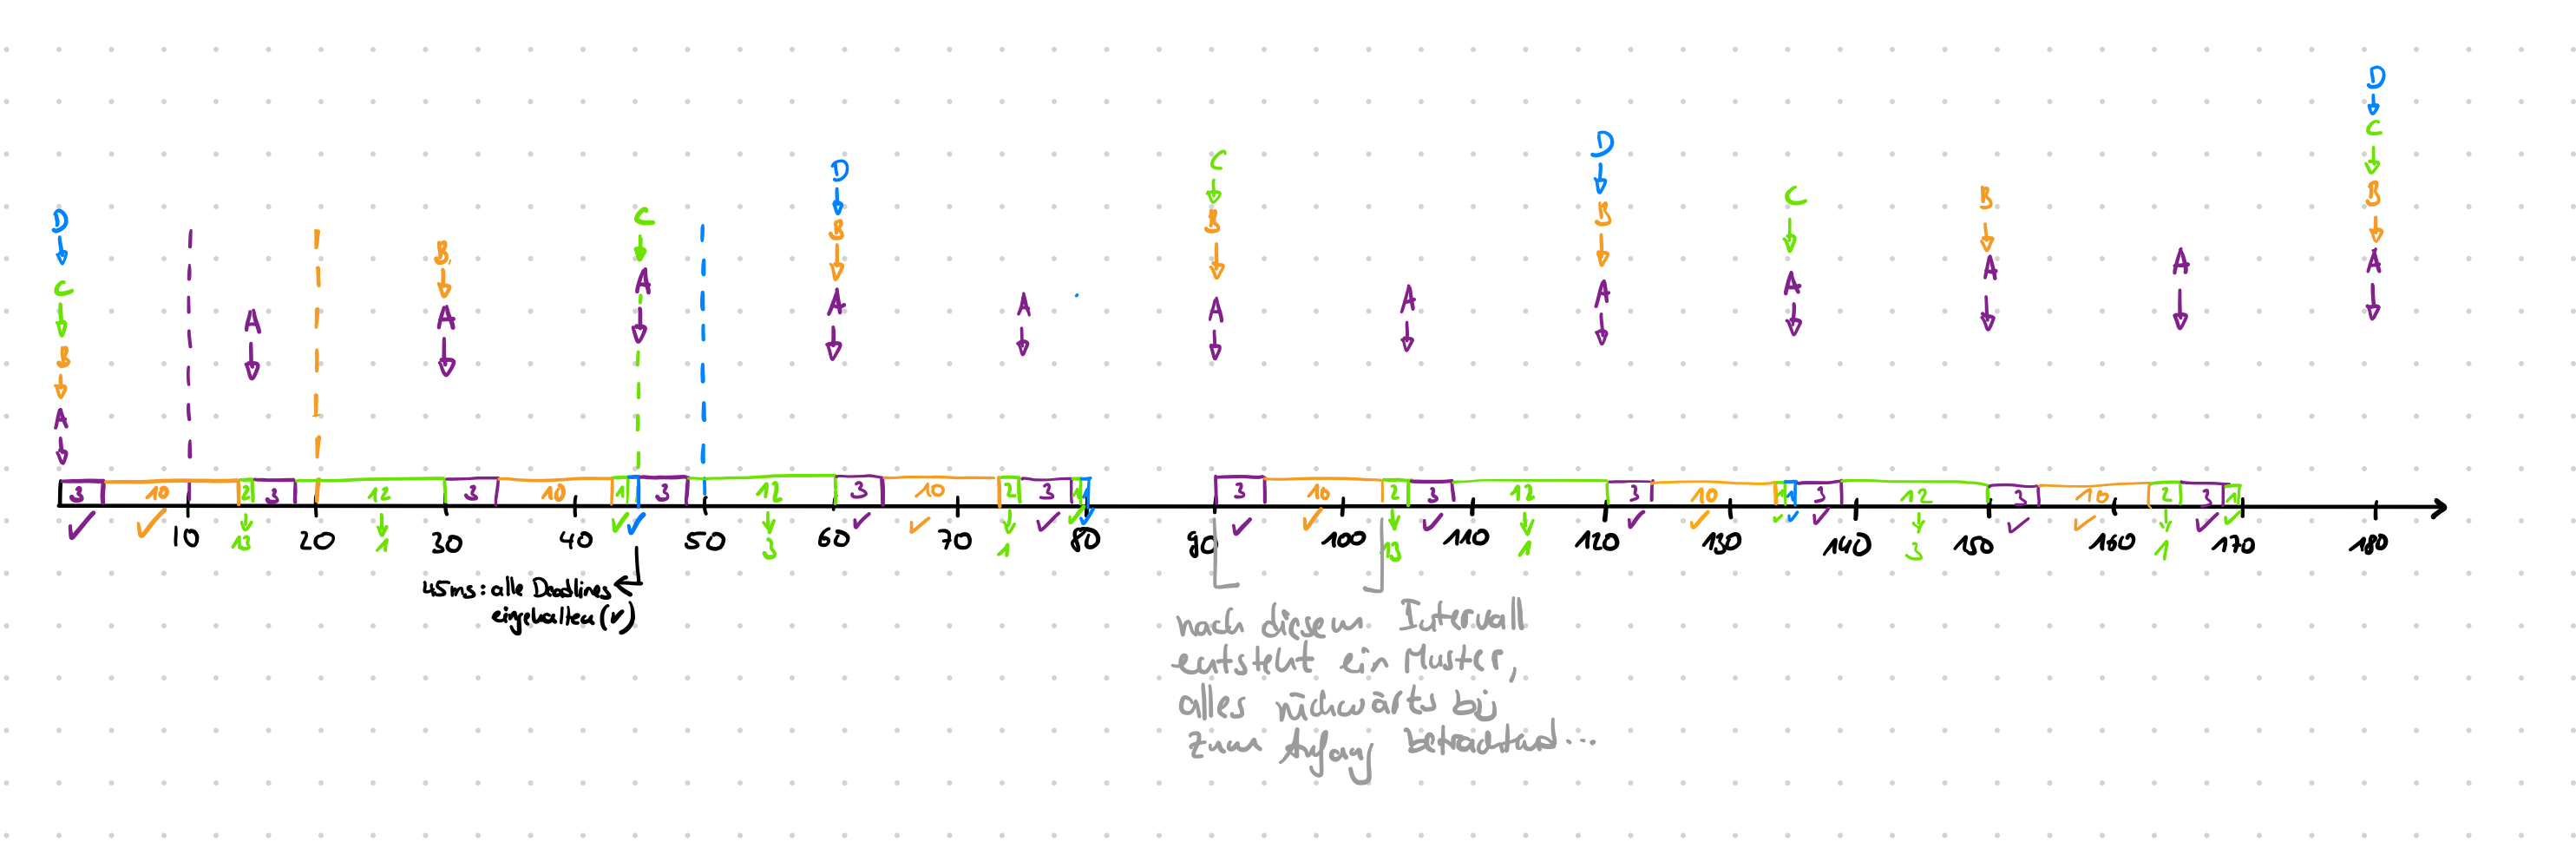 D
C
D
C
D
B
A
D
C
B
A
A
B
A
C
A
D
B
A
A
C
B
A
A
D
B
A
C
A
B
A
A
D
C
B
A
3 10 2 3 12 3 10 1 3 12 3 10 2 3 1 1 3 10 2 3 12 3 10 1 1 3 12 3 10 2 3 1
10 13 20 1 30 40 50 3 60 70 1 80 90 100 13 110 1 120 130 140 3 150 160 1 170 180
45ms: alle Deadlines
eingehalten (✓)
nach diesem Intervall
entsteht ein Muster,
alles rückwärts bis
zum Anfang betrachtend...